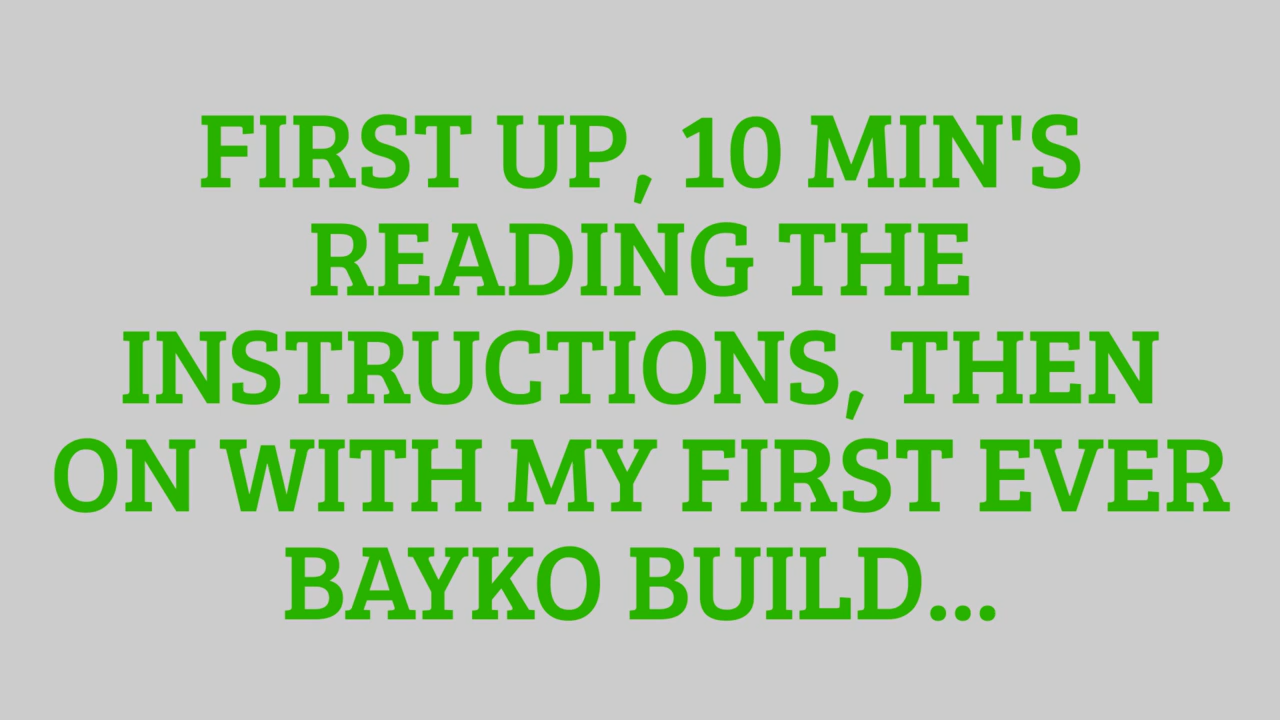 FIRST UP, 10 MIN'S
READING THE
INSTRUCTIONS, THEN
ON WITH MY FIRST EVER
BAYKO BUILD...